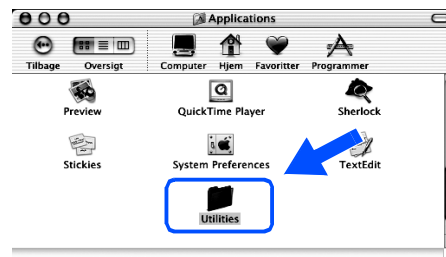 Applications
Tilbage Oversigt Computer Hjem Favoritter Programmer
Preview QuickTime Player Sherlock
Stickies System Preferences TextEdit
Utilities